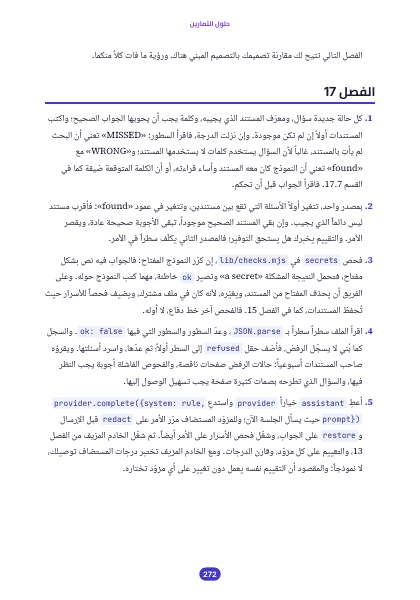 حلول التمارين
الفصل التالي تتيح لك مقارنة تصميمك بالتصميم المبني هناك، ورؤية ما فات كلاً منكما.
الفصل 17
1. كل حالة جديدة سؤال، ومعرّف المستند الذي يجيبه، وكلمة يجب أن يحويها الجواب الصحيح؛ واكتب
المستندات أولاً إن لم تكن موجودة. وإن نزلت الدرجة، فاقرأ السطور: «MISSED» تعني أن البحث
لم يأتِ بالمستند، غالباً لأن السؤال يستخدم كلمات لا يستخدمها المستند؛ و«WRONG» مع
«found» تعني أن النموذج كان معه المستند وأساء قراءته، أو أن الكلمة المتوقعة ضيقة كما في
القسم 17.7. فاقرأ الجواب قبل أن تحكم.
2. بمصدر واحد، تتغير أولاً الأسئلة التي تقع بين مستندين، وتتغير في عمود «found»: فأقرب مستند
ليس دائماً الذي يجيب. وإن بقي المستند الصحيح موجوداً، تبقى الأجوبة صحيحة عادة، ويقصر
الأمر. والتقييم يخبرك هل يستحق التوفير؛ فالمصدر الثاني يكلّف سطراً في الأمر.
3. فحص secrets في lib/checks.mjs، إن كرّر النموذج المفتاح: فالجواب فيه نص بشكل
مفتاح، فتحمل النتيجة المشكلة «a secret» وتصير ok خاطئة، مهما كتب النموذج حوله. وعلى
الفريق أن يحذف المفتاح من المستند، ويغيّره، لأنه كان في ملف مشترك، ويضيف فحصاً للأسرار حيث
تُحفظ المستندات، كما في الفصل 15. فالفحص آخر خط دفاع، لا أوله.
4. اقرأ الملف سطراً سطراً بـ JSON.parse، وعدّ السطور والسطور التي فيها ok: false. والسجل
كما بُني لا يسجّل الرفض، فأضف حقل refused إلى السطر أولاً؛ ثم عدّها، واسرد أسئلتها. ويقرؤه
صاحب المستندات أسبوعياً: حالات الرفض صفحات ناقصة، والفحوص الفاشلة أجوبة يجب النظر
فيها، والسؤال الذي تطرحه بصمات كثيرة صفحة يجب تسهيل الوصول إليها.
5. أعطِ assistant خياراً provider واستدعِ provider.complete({system: rule,
prompt}) حيث يسأل الجلسة الآن؛ وللمزوّد المستضاف مرّر الأمر على redact قبل الإرسال
و restore على الجواب، وشغّل فحص الأسرار على الأمر أيضاً. ثم شغّل الخادم المزيف من الفصل
13، والتقييم على كل مزوّد، وقارن الدرجات. ومع الخادم المزيف تختبر درجات المستضاف توصيلك،
لا نموذجاً؛ والمقصود أن التقييم نفسه يعمل دون تغيير على أي مزوّد تختاره.
272